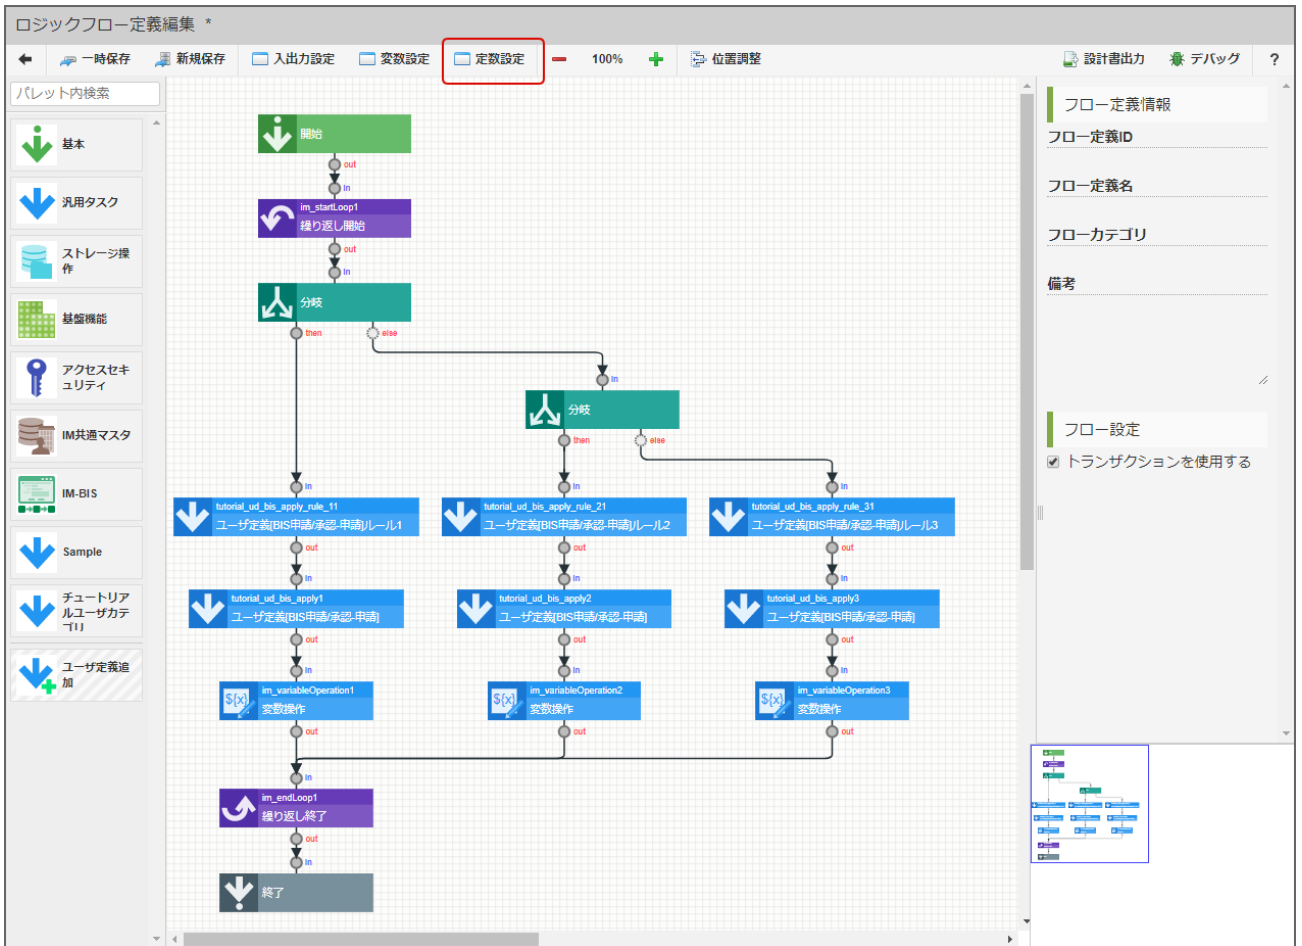 ロジックフロー定義編集 *
一時保存 新規保存 入出力設定 変数設定 定数設定 100% 位置調整 設計書出力 デバッグ ?
パレット内検索
基本
汎用タスク
ストレージ操
作
基盤機能
アクセスセキ
ュリティ
IM共通マスタ
IM-BIS
Sample
チュートリア
ルユーザカテ
ゴリ
ユーザ定義追
加
開始
out
in
im_startLoop1
繰り返し開始
out
in
分岐
then else
in
分岐
then else
in in in
tutorial_ud_bis_apply_rule_11 tutorial_ud_bis_apply_rule_21 tutorial_ud_bis_apply_rule_31
ユーザ定義[BIS申請/承認-申請]ルール1 ユーザ定義[BIS申請/承認-申請]ルール2 ユーザ定義[BIS申請/承認-申請]ルール3
out out out
in in in
tutorial_ud_bis_apply1 tutorial_ud_bis_apply2 tutorial_ud_bis_apply3
ユーザ定義[BIS申請/承認-申請] ユーザ定義[BIS申請/承認-申請] ユーザ定義[BIS申請/承認-申請]
out out out
in in in
${x} im_variableOperation1 ${x} im_variableOperation2 ${x} im_variableOperation3
変数操作 変数操作 変数操作
out out out
in
im_endLoop1
繰り返し終了
out
in
終了
フロー定義情報
フロー定義ID
フロー定義名
フローカテゴリ
備考
フロー設定
トランザクションを使用する